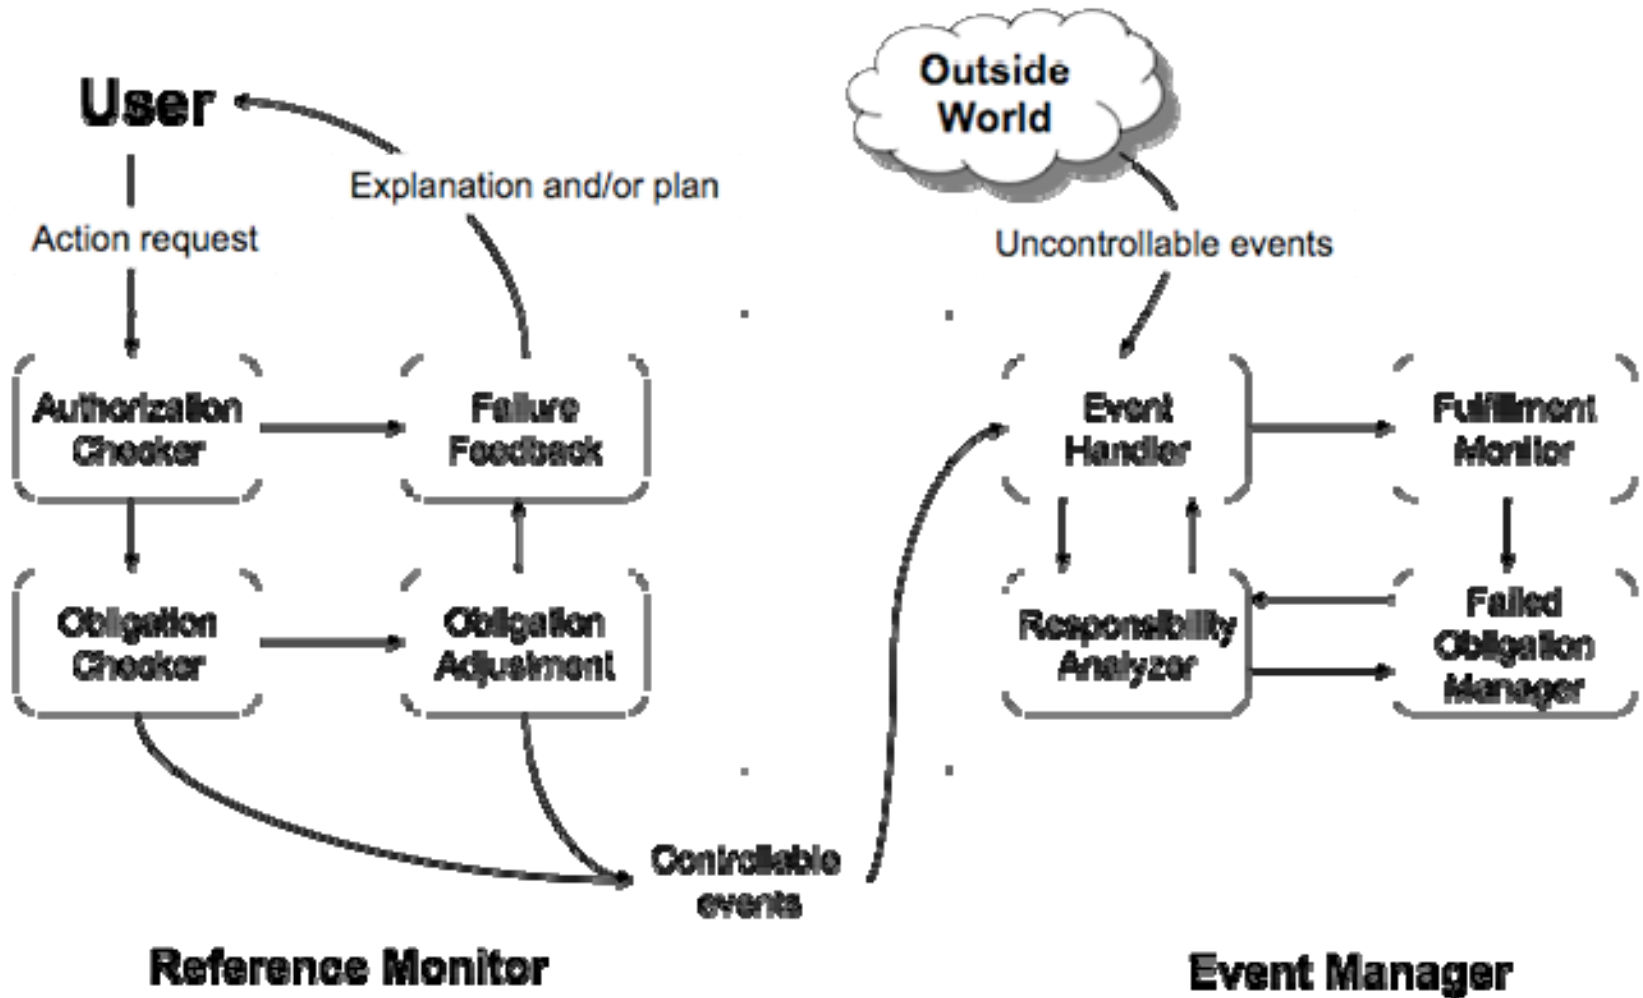 User
Outside
World
Explanation and/or plan
Action request
Uncontrollable events
Authorization
Checker
Failure
Feedback
Event
Handler
Fulfillment
Monitor
Obligation
Checker
Obligation
Adjustment
Responsibility
Analyzer
Failed
Obligation
Manager
Controllable
events
Reference Monitor
Event Manager